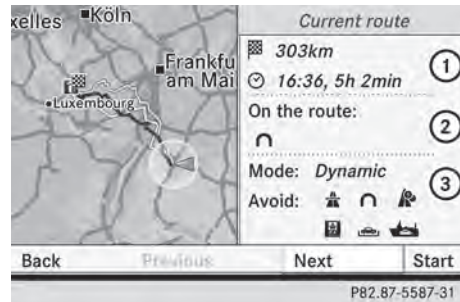 xelles
Köln
Frankfu
am Mai
Luxembourg
Current route
303km
16:36, 5h 2min
1
On the route:
2
Mode: Dynamic
3
Avoid:
Back Previous Next Start
P82.87-5587-31